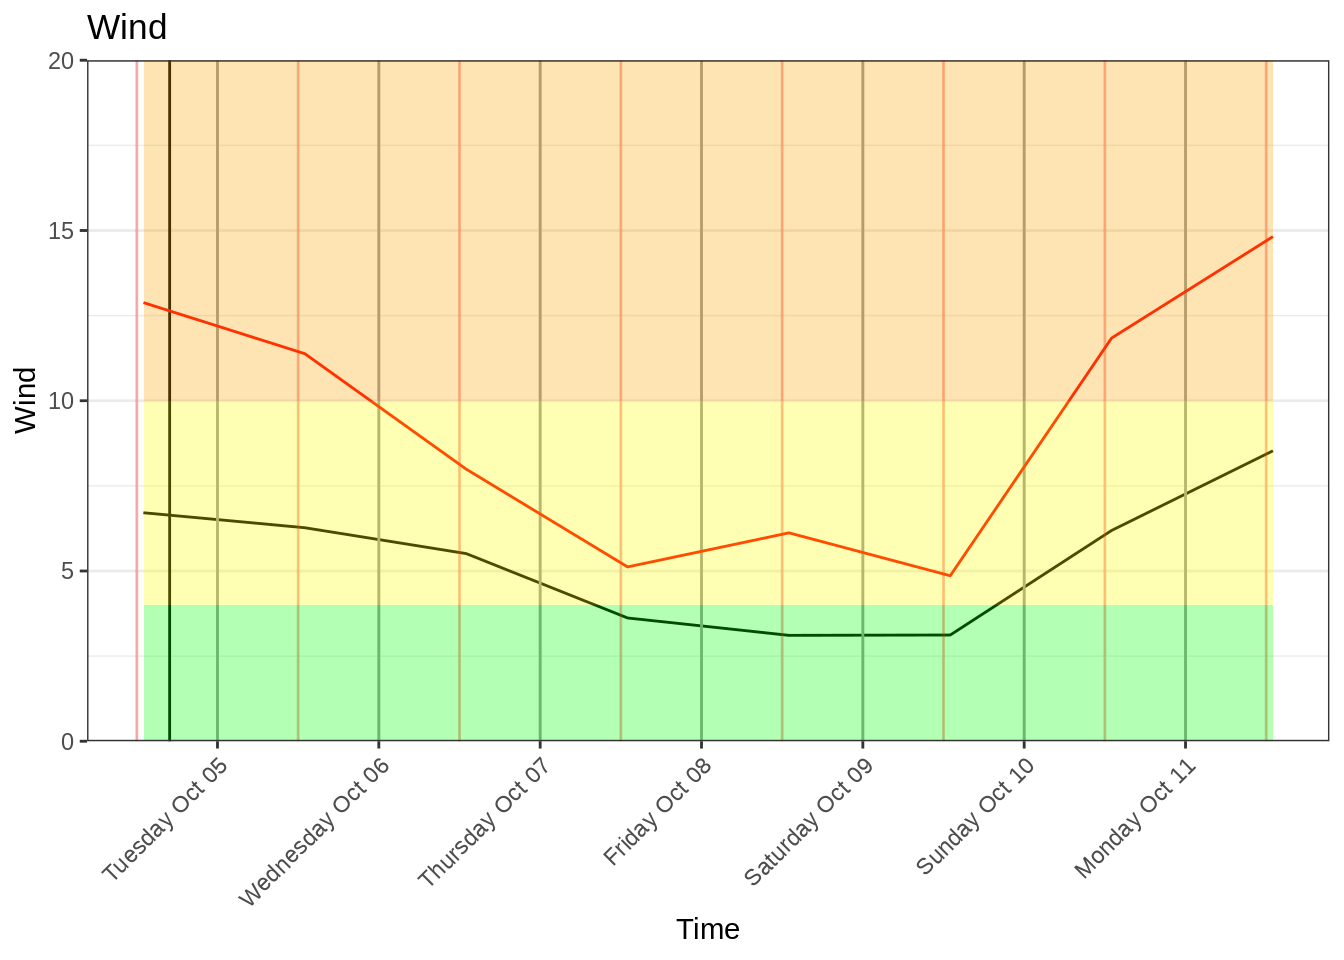 Wind
20
15
10
5
0
Wind
Tuesday Oct 05
Wednesday Oct 06
Thursday Oct 07
Friday Oct 08
Saturday Oct 09
Sunday Oct 10
Monday Oct 11
Time